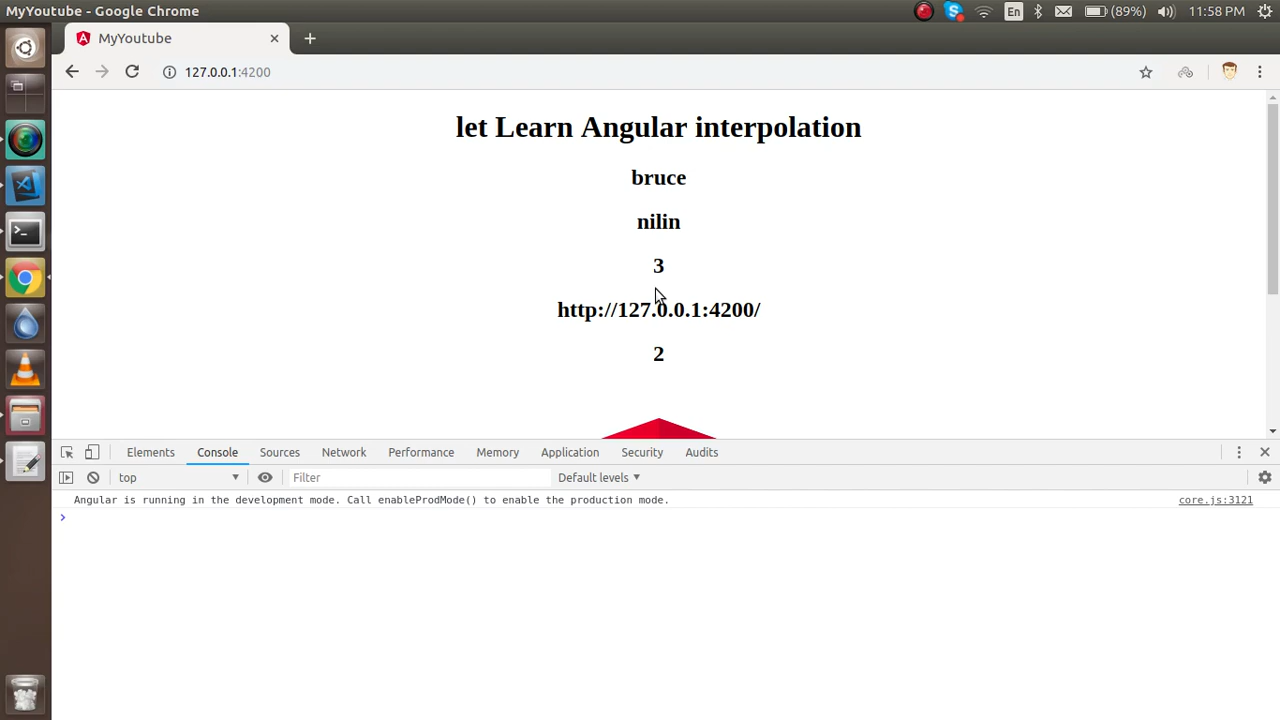 MyYoutube - Google Chrome
En
(89%)
11:58 PM
MyYoutube
127.0.0.1:4200
let Learn Angular interpolation
bruce
nilin
3
http://127.0.0.1:4200/
2
Elements Console Sources Network Performance Memory Application Security Audits
top
Filter
Default levels
Angular is running in the development mode. Call enableProdMode() to enable the production mode.
core.js:3121